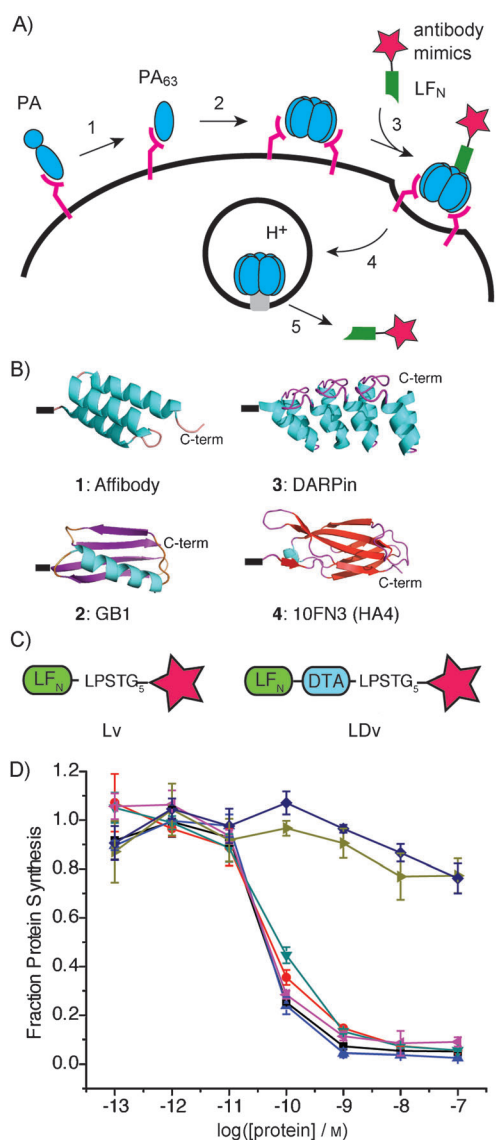 A)
antibody
mimics
PA
PA63
LFN
1
2
3
H+
4
5
B)
C-term
C-term
1: Affibody
3: DARPin
C-term
C-term
2: GB1
4: 10FN3 (HA4)
C)
LFN LPSTG5
LFN DTA LPSTG5
Lv
LDv
D)
Fraction Protein Synthesis
1.2
1.0
0.8
0.6
0.4
0.2
0.0
-13 -12 -11 -10 -9 -8 -7
log([protein] / M)